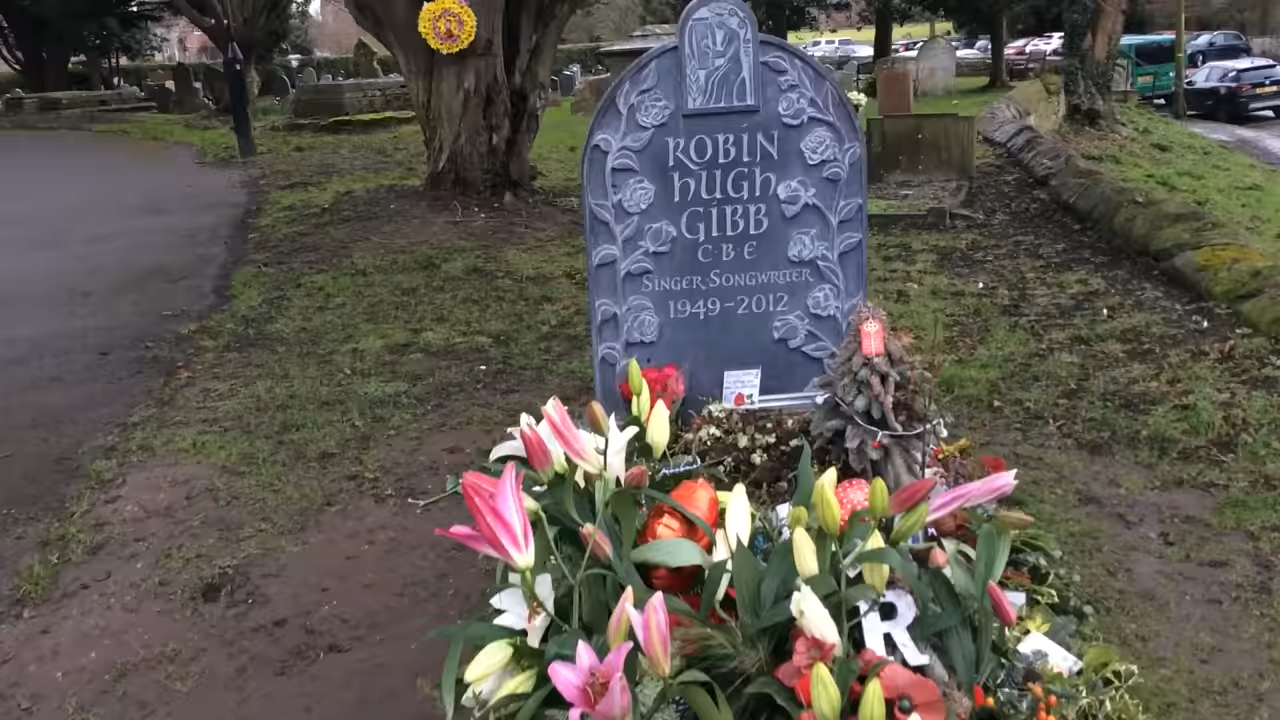 ROBIN
HUGH
GIBB
C·B·E
SINGER SONGWRITER
1949-2012
R